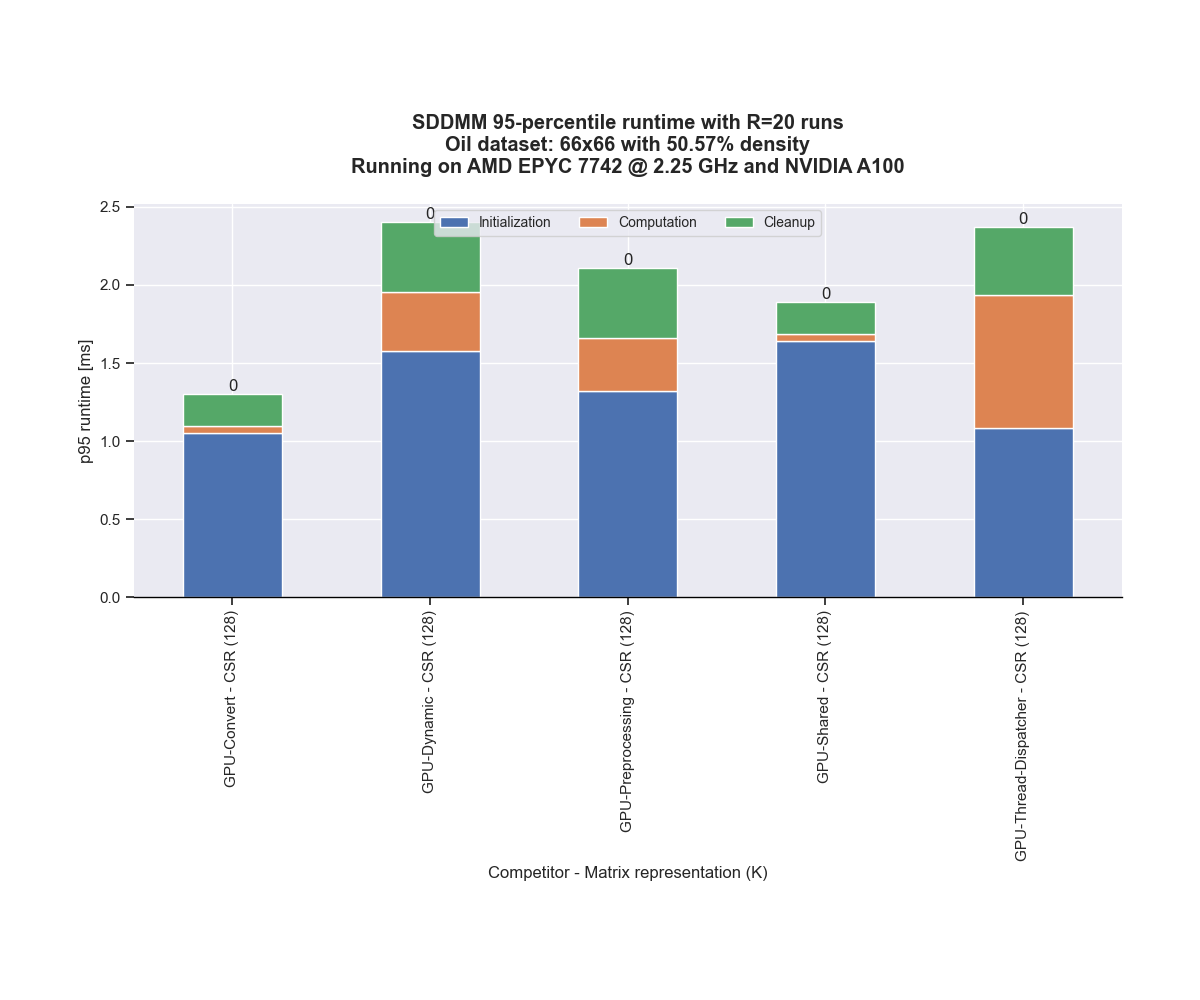 SDDMM 95-percentile runtime with R=20 runs
Oil dataset: 66x66 with 50.57% density
Running on AMD EPYC 7742 @ 2.25 GHz and NVIDIA A100
Initialization Computation Cleanup
0 0 0 0 0
2.5
2.0
1.5
1.0
0.5
0.0
p95 runtime [ms]
GPU-Convert - CSR (128)
GPU-Dynamic - CSR (128)
GPU-Preprocessing - CSR (128)
GPU-Shared - CSR (128)
GPU-Thread-Dispatcher - CSR (128)
Competitor - Matrix representation (K)